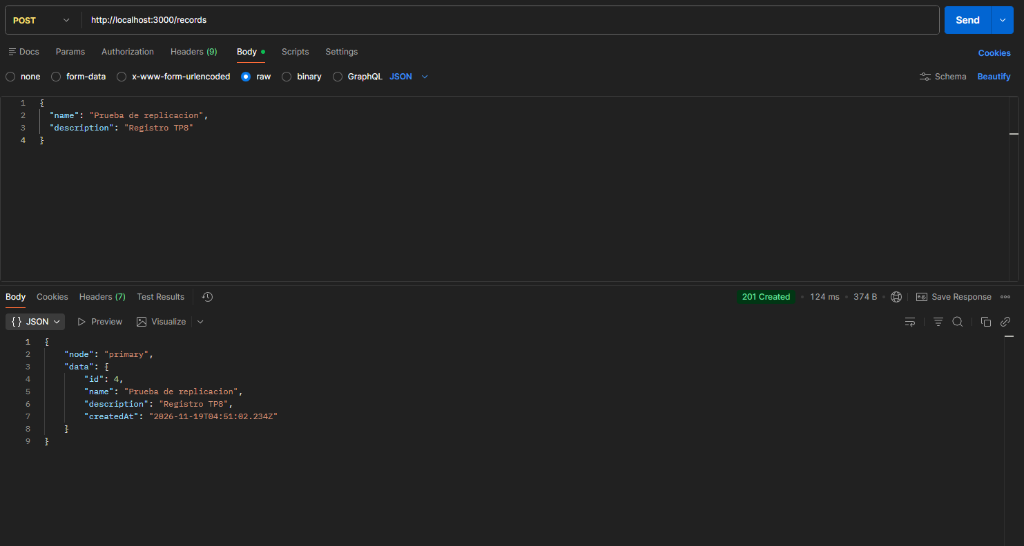 POST http://localhost:3000/records Send
Docs Params Authorization Headers (9) Body Scripts Settings Cookies
none form-data x-www-form-urlencoded raw binary GraphQL JSON Schema Beautify
1 {
2 "name": "Prueba de replicacion",
3 "description": "Registro TP8"
4 }
Body Cookies Headers (7) Test Results 201 Created 124 ms 374 B Save Response
{} JSON Preview Visualize
1 {
2 "node": "primary",
3 "data": {
4 "id": 4,
5 "name": "Prueba de replicacion",
6 "description": "Registro TP8",
7 "createdAt": "2026-11-19T04:51:02.234Z"
8 }
9 }